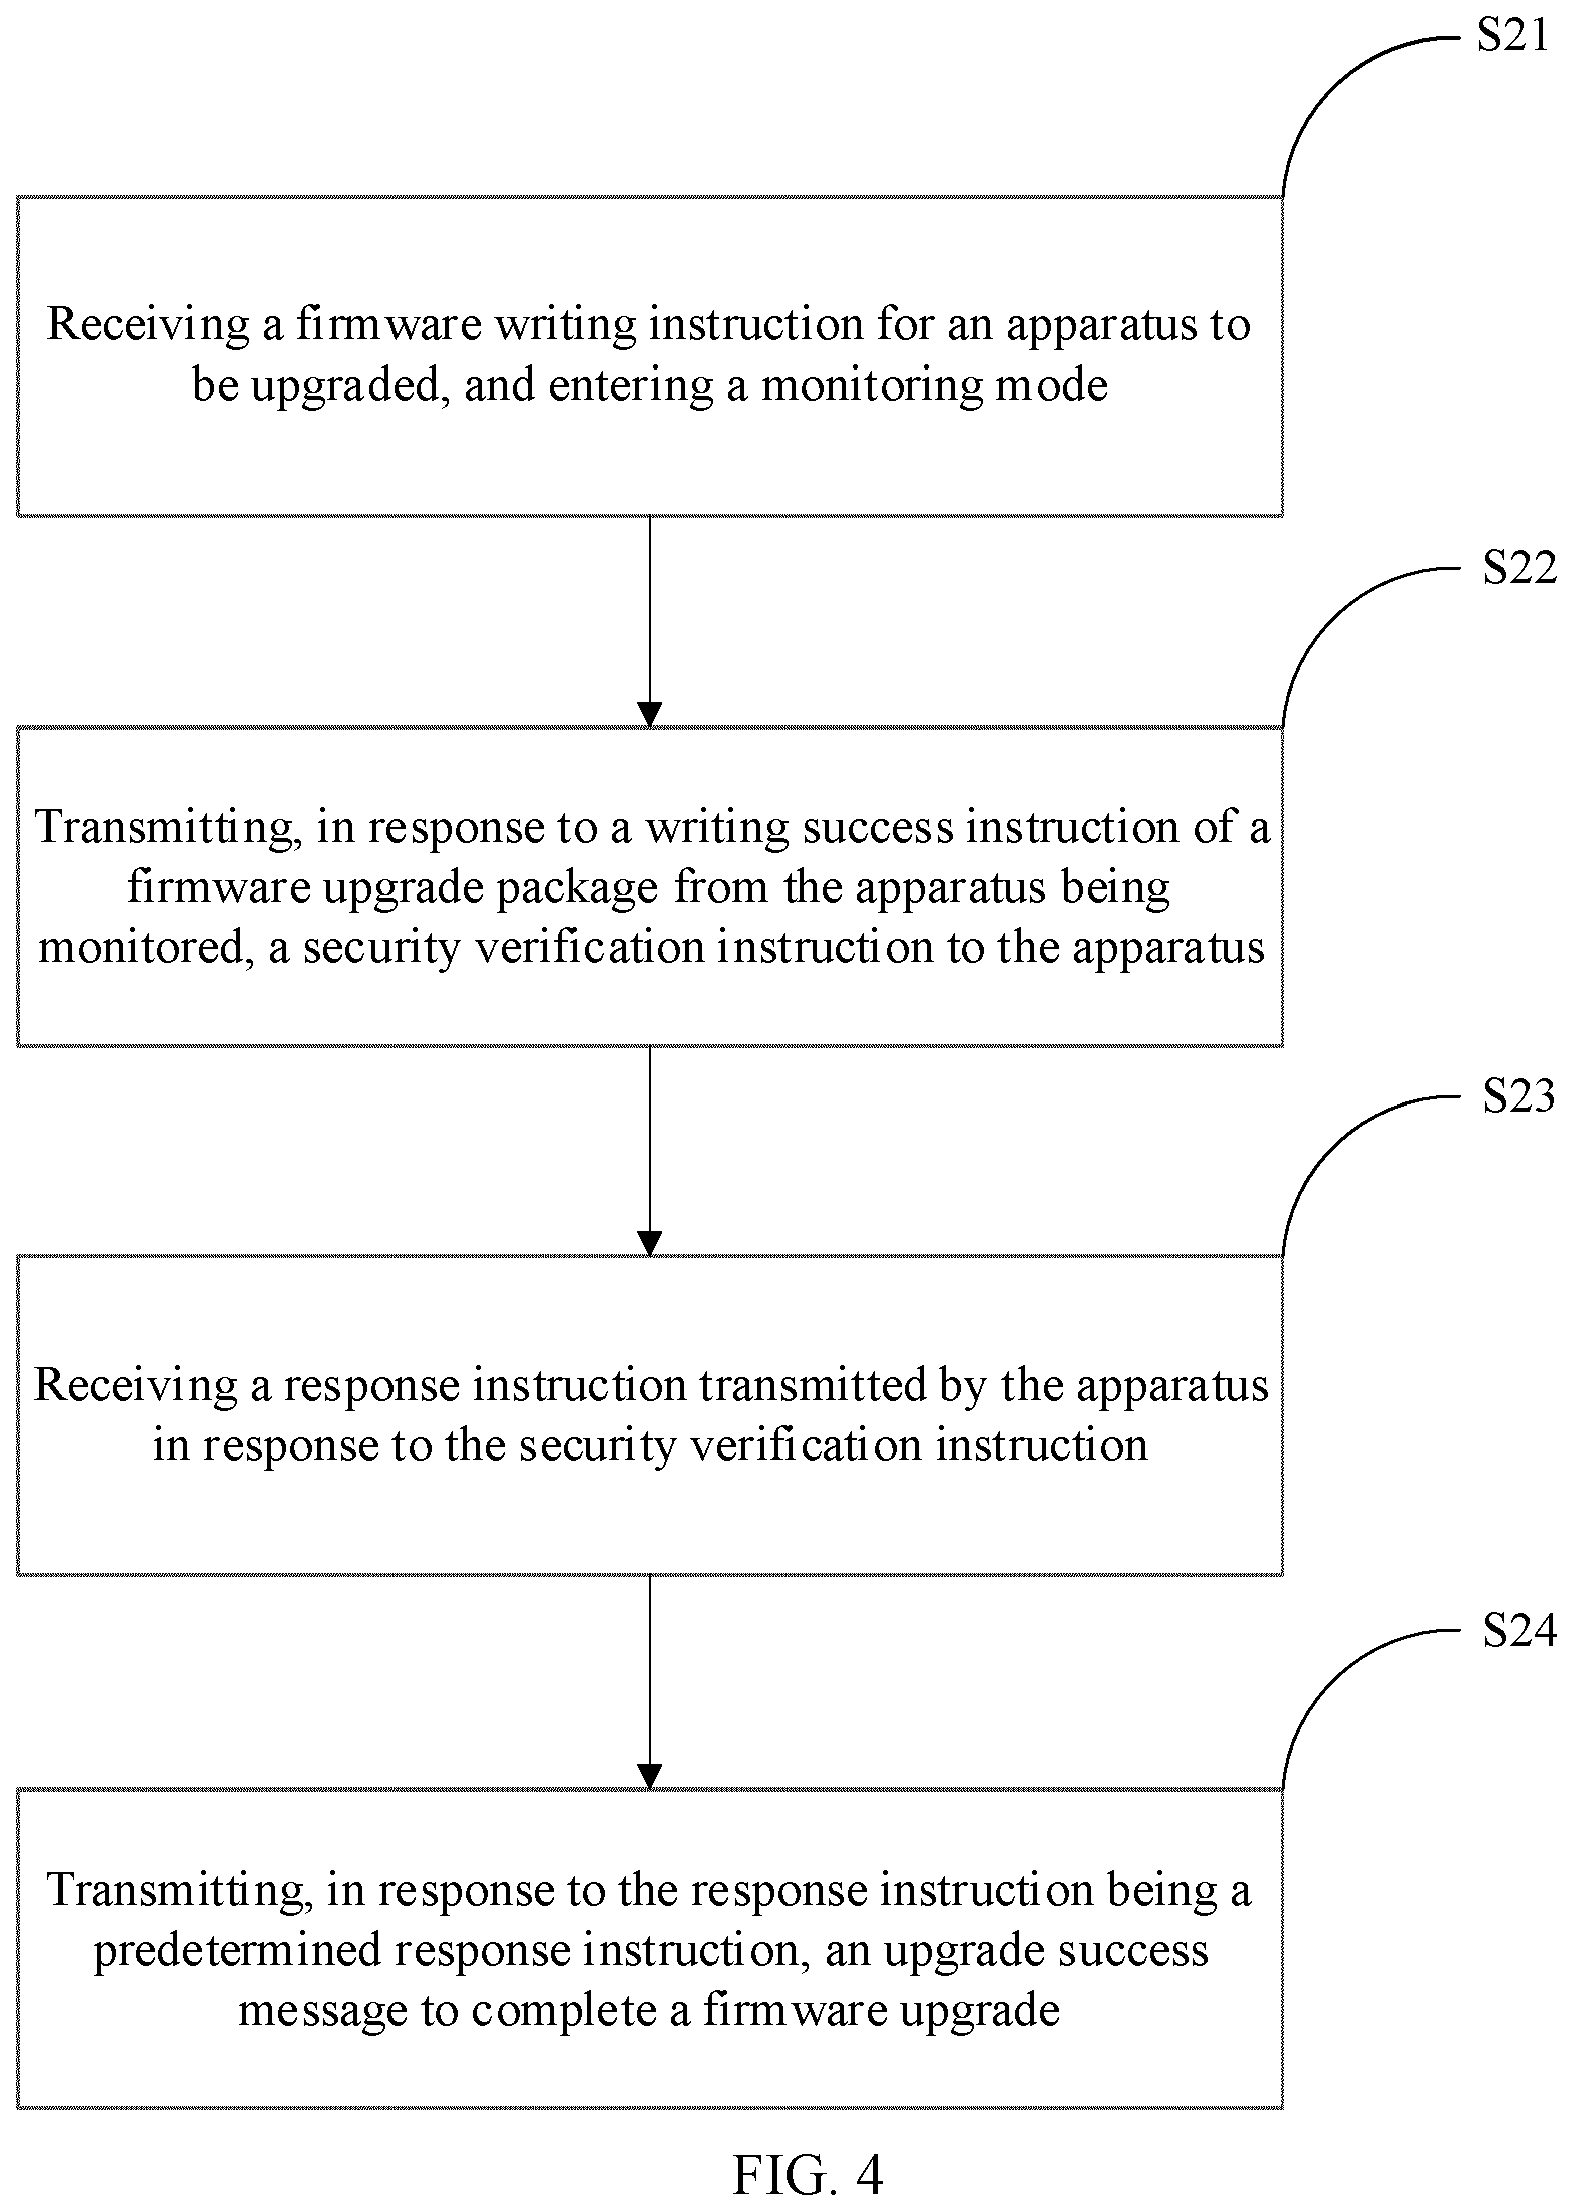 S21
Receiving a firmware writing instruction for an apparatus to
be upgraded, and entering a monitoring mode
S22
Transmitting, in response to a writing success instruction of a
firmware upgrade package from the apparatus being
monitored, a security verification instruction to the apparatus
S23
Receiving a response instruction transmitted by the apparatus
in response to the security verification instruction
S24
Transmitting, in response to the response instruction being a
predetermined response instruction, an upgrade success
message to complete a firmware upgrade
FIG. 4